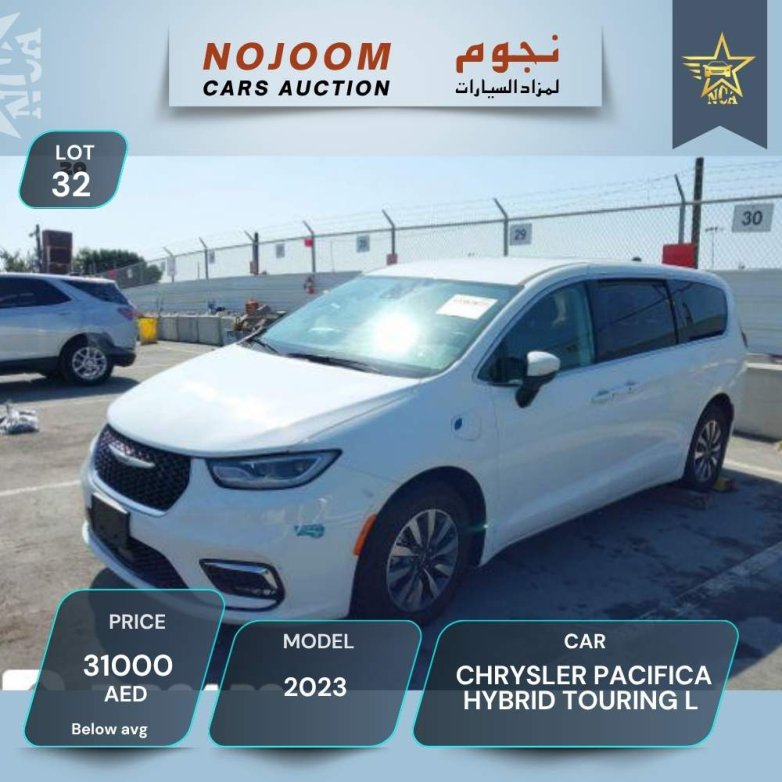 NOJOOM
CARS AUCTION
نجوم
لمزاد السيارات
NCA
NCA
LOT
32
29
30
PRICE
31000
AED
Below avg
MODEL
2023
CAR
CHRYSLER PACIFICA
HYBRID TOURING L